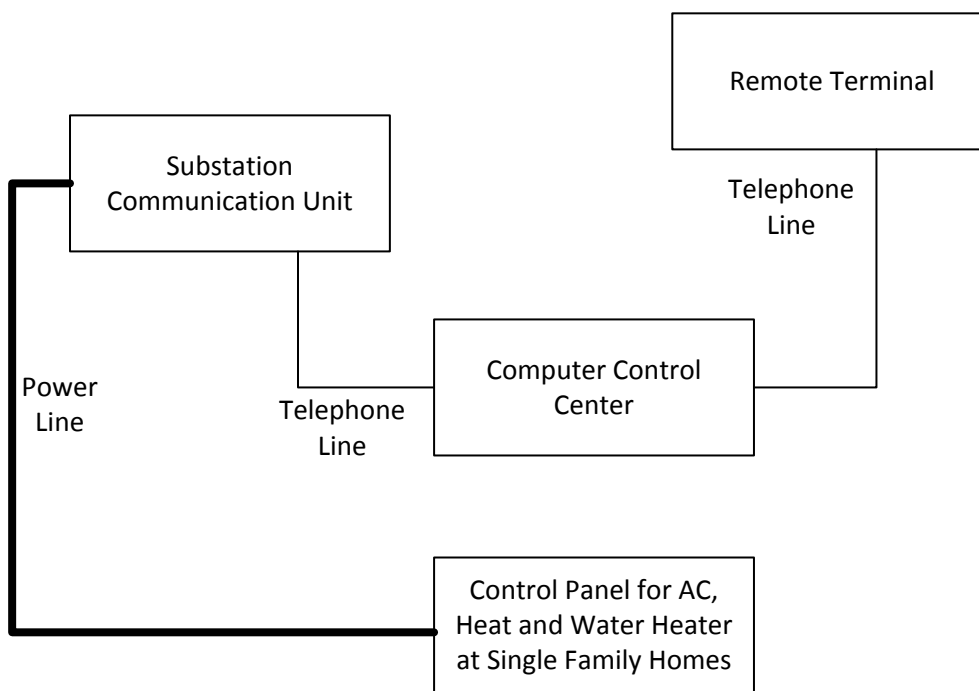 Remote Terminal
Substation
Communication Unit
Telephone
Line
Computer Control
Center
Power
Line
Telephone
Line
Control Panel for AC,
Heat and Water Heater
at Single Family Homes